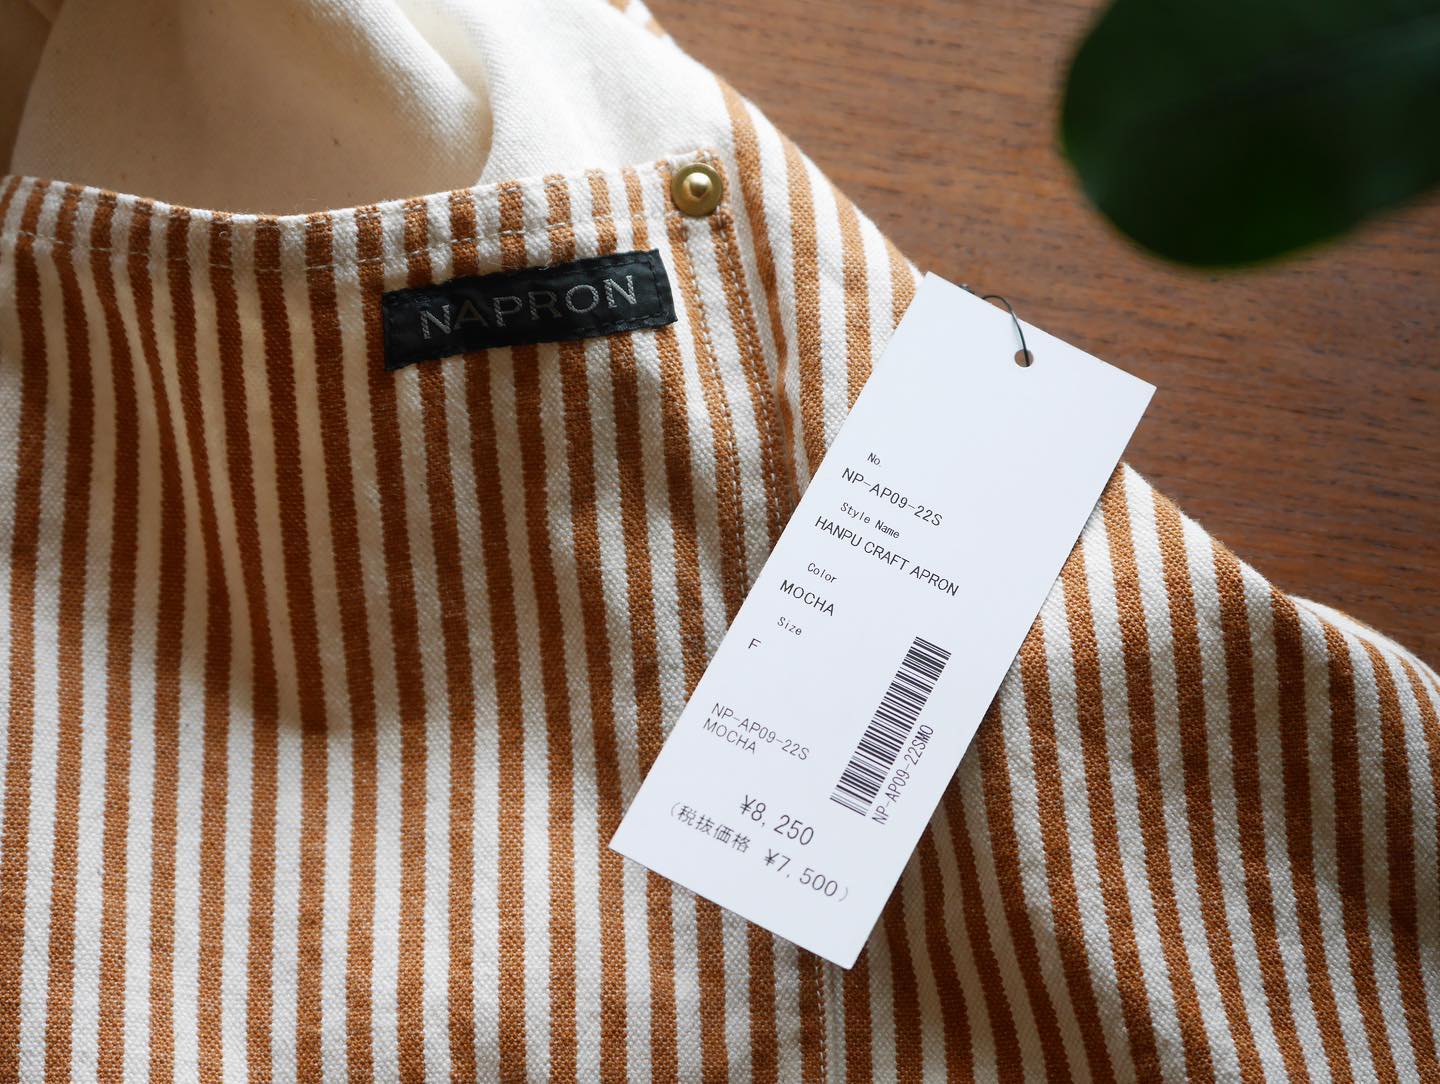 NAPRON
No.
NP-AP09-22S
Style Name
HANPU CRAFT APRON
Color
MOCHA
Size
F
NP-AP09-22S
MOCHA
NP-AP09-22SMO
¥8,250
(税抜価格 ¥7,500)